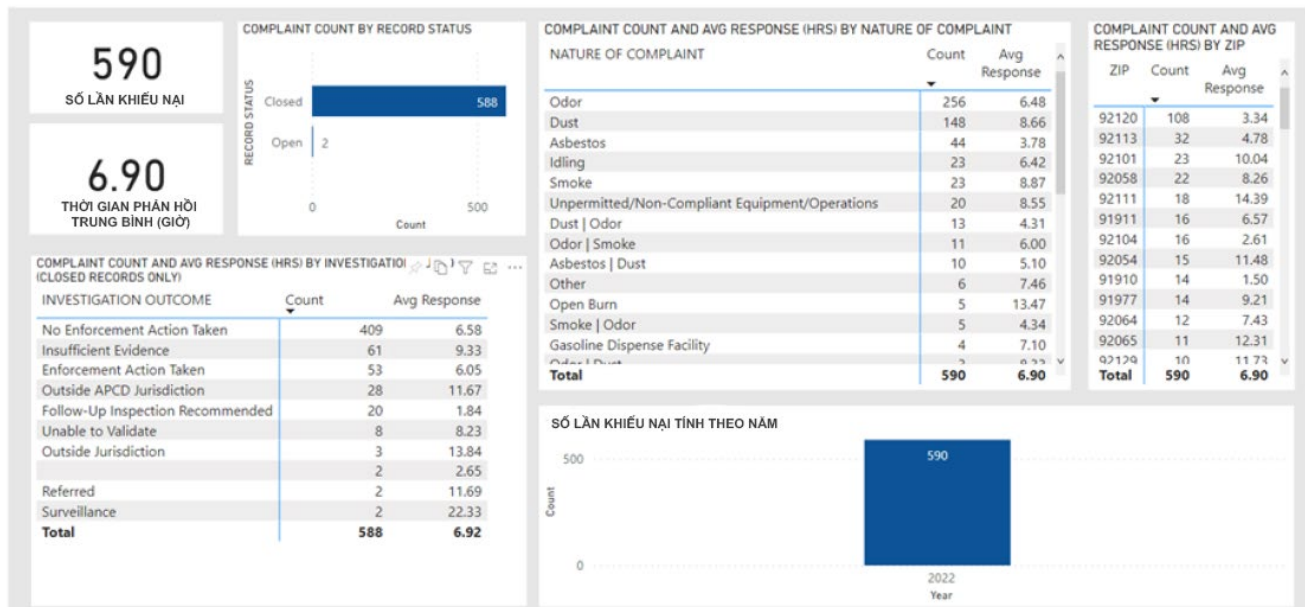 590
SỐ LẦN KHIẾU NẠI
6.90
THỜI GIAN PHẢN HỒI
TRUNG BÌNH (GIỜ)
COMPLAINT COUNT BY RECORD STATUS
RECORD STATUS
Closed 588
Open 2
0 500
Count
COMPLAINT COUNT AND AVG RESPONSE (HRS) BY NATURE OF COMPLAINT
NATURE OF COMPLAINT Count Avg
Response
Odor 256 6.48
Dust 148 8.66
Asbestos 44 3.78
Idling 23 6.42
Smoke 23 8.87
Unpermitted/Non-Compliant Equipment/Operations 20 8.55
Dust | Odor 13 4.31
Odor | Smoke 11 6.00
Asbestos | Dust 10 5.10
Other 6 7.46
Open Burn 5 13.47
Smoke | Odor 5 4.34
Gasoline Dispense Facility 4 7.10
Total 590 6.90
COMPLAINT COUNT AND AVG
RESPONSE (HRS) BY ZIP
ZIP Count Avg
Response
92120 108 3.34
92113 32 4.78
92101 23 10.04
92058 22 8.26
92111 18 14.39
91911 16 6.57
92104 16 2.61
92054 15 11.48
91910 14 1.50
91977 14 9.21
92064 12 7.43
92065 11 12.31
92129 10 11.73
Total 590 6.90
COMPLAINT COUNT AND AVG RESPONSE (HRS) BY
(CLOSED RECORDS ONLY)
INVESTIGATION OUTCOME Count Avg Response
No Enforcement Action Taken 409 6.58
Insufficient Evidence 61 9.33
Enforcement Action Taken 53 6.05
Outside APCD Jurisdiction 28 11.67
Follow-Up Inspection Recommended 20 1.84
Unable to Validate 8 8.23
Outside Jurisdiction 3 13.84
2 2.65
Referred 2 11.69
Surveillance 2 22.33
Total 588 6.92
SỐ LẦN KHIẾU NẠI TÍNH THEO NĂM
500
590
Count
0
2022
Year